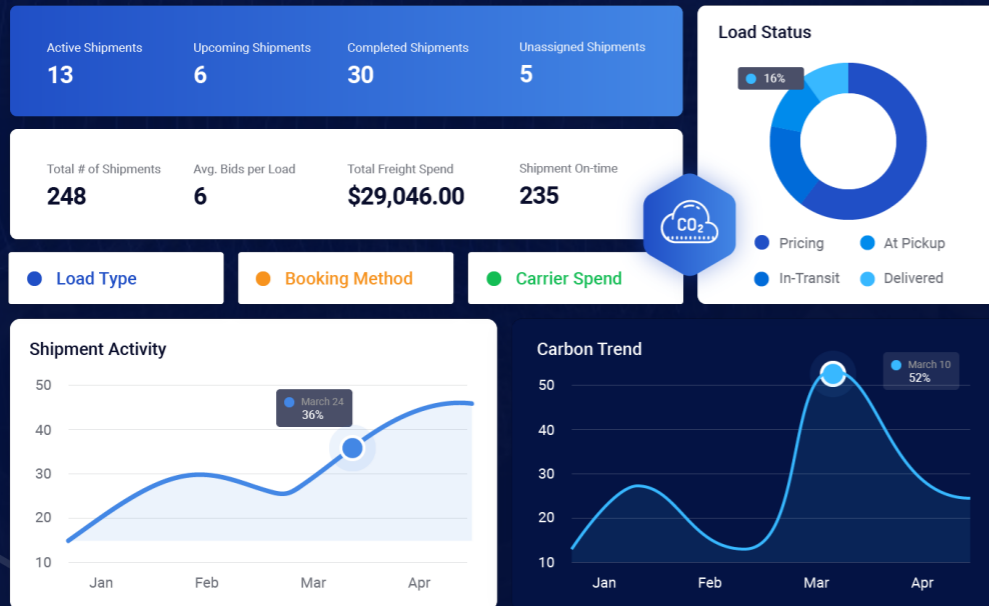 Active Shipments
13
Upcoming Shipments
6
Completed Shipments
30
Unassigned Shipments
5
Load Status
16%
Pricing
At Pickup
In-Transit
Delivered
Total # of Shipments
248
Avg. Bids per Load
6
Total Freight Spend
$29,046.00
Shipment On-time
235
CO2
Load Type
Booking Method
Carrier Spend
Shipment Activity
March 24
36%
50
40
30
20
10
Jan Feb Mar Apr
Carbon Trend
March 10
52%
50
40
30
20
10
Jan Feb Mar Apr